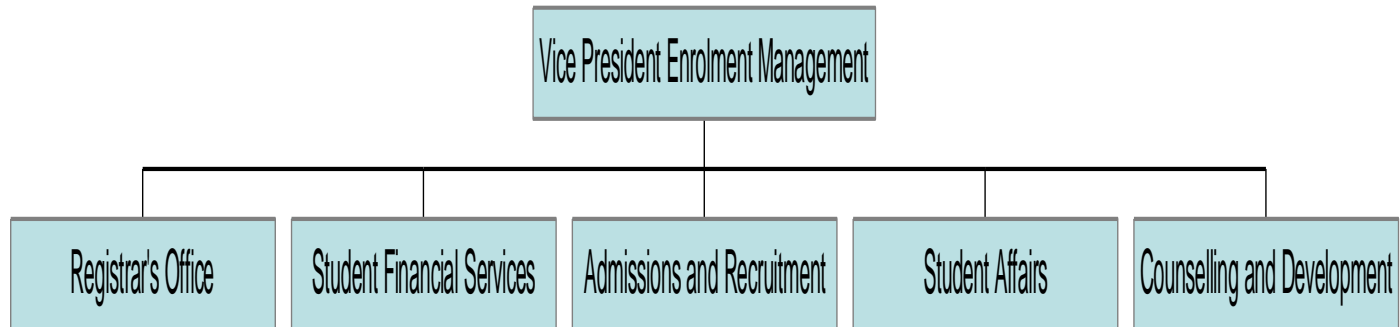 Vice President Enrolment Management
Registrar's Office
Student Financial Services
Admissions and Recruitment
Student Affairs
Counselling and Development